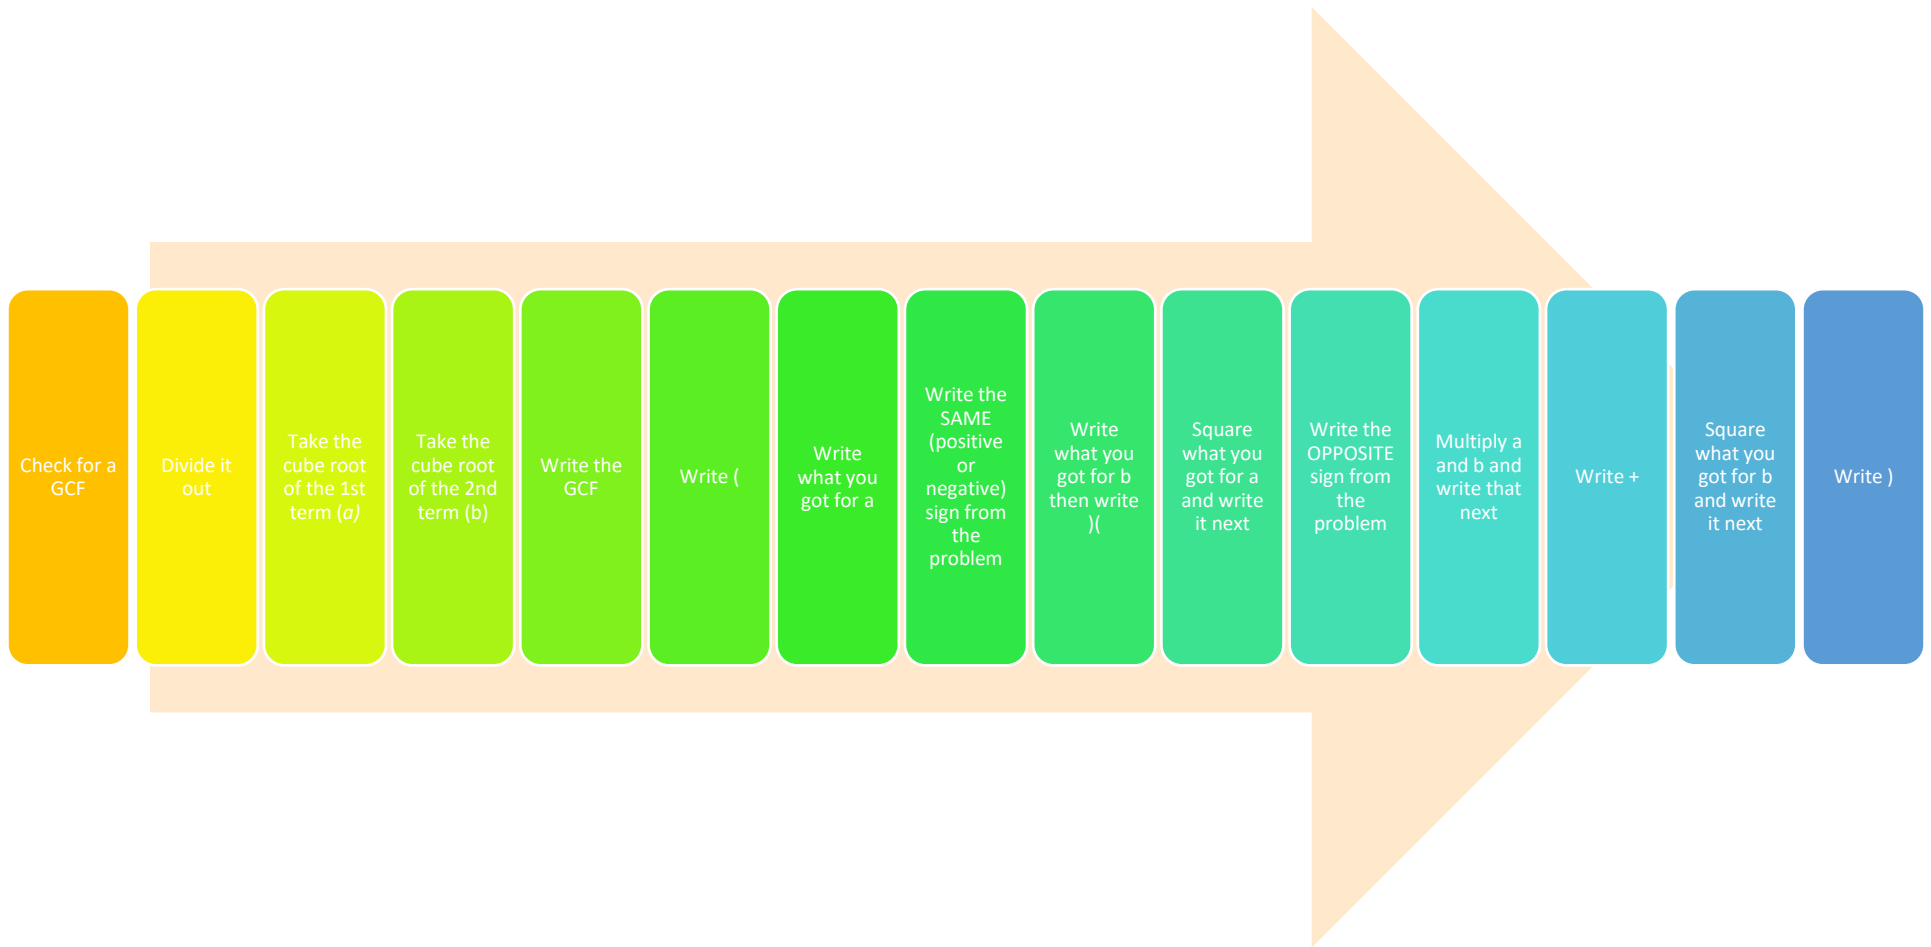 Check for a
GCF
Divide it
out
Take the
cube root
of the 1st
term (a)
Take the
cube root
of the 2nd
term (b)
Write the
GCF
Write (
Write
what you
got for a
Write the
SAME
(positive
or
negative)
sign from
the
problem
Write
what you
got for b
then write
)(
Square
what you
got for a
and write
it next
Write the
OPPOSITE
sign from
the
problem
Multiply a
and b and
write that
next
Write +
Square
what you
got for b
and write
it next
Write )